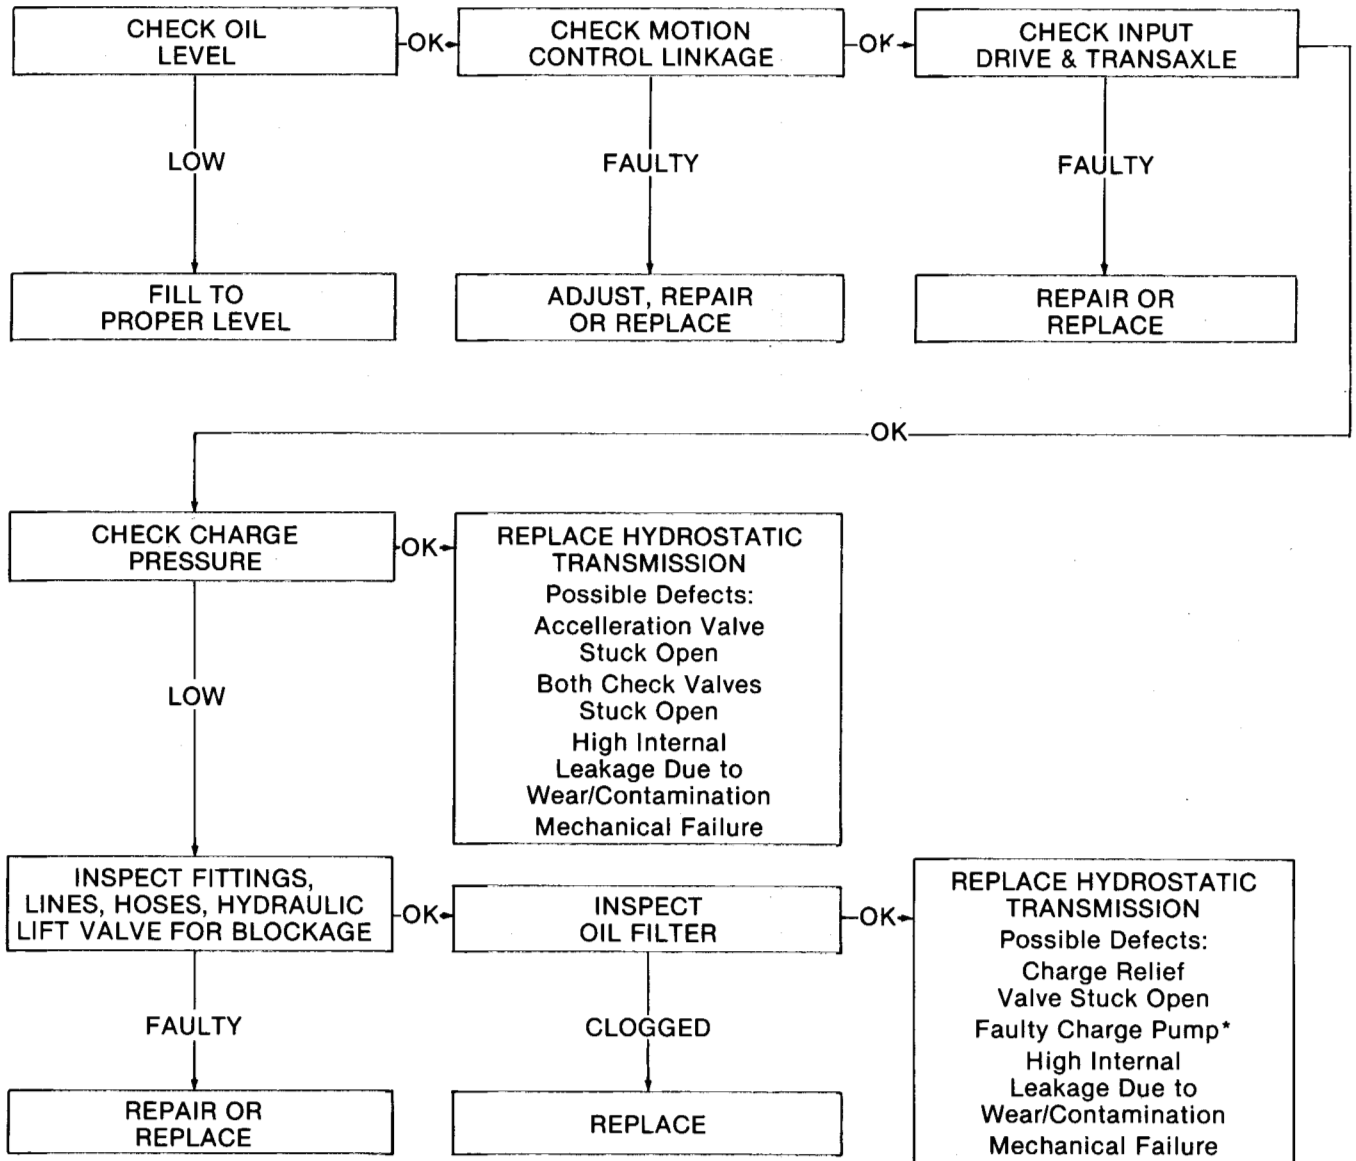 CHECK OIL
LEVEL
OK
CHECK MOTION
CONTROL LINKAGE
OK
CHECK INPUT
DRIVE & TRANSAXLE
LOW
FAULTY
FAULTY
FILL TO
PROPER LEVEL
ADJUST, REPAIR
OR REPLACE
REPAIR OR
REPLACE
OK
CHECK CHARGE
PRESSURE
OK
REPLACE HYDROSTATIC
TRANSMISSION
Possible Defects:
Accelleration Valve
Stuck Open
Both Check Valves
Stuck Open
High Internal
Leakage Due to
Wear/Contamination
Mechanical Failure
LOW
INSPECT FITTINGS,
LINES, HOSES, HYDRAULIC
LIFT VALVE FOR BLOCKAGE
OK
INSPECT
OIL FILTER
OK
REPLACE HYDROSTATIC
TRANSMISSION
Possible Defects:
Charge Relief
Valve Stuck Open
Faulty Charge Pump*
High Internal
Leakage Due to
Wear/Contamination
Mechanical Failure
FAULTY
CLOGGED
REPAIR OR
REPLACE
REPLACE